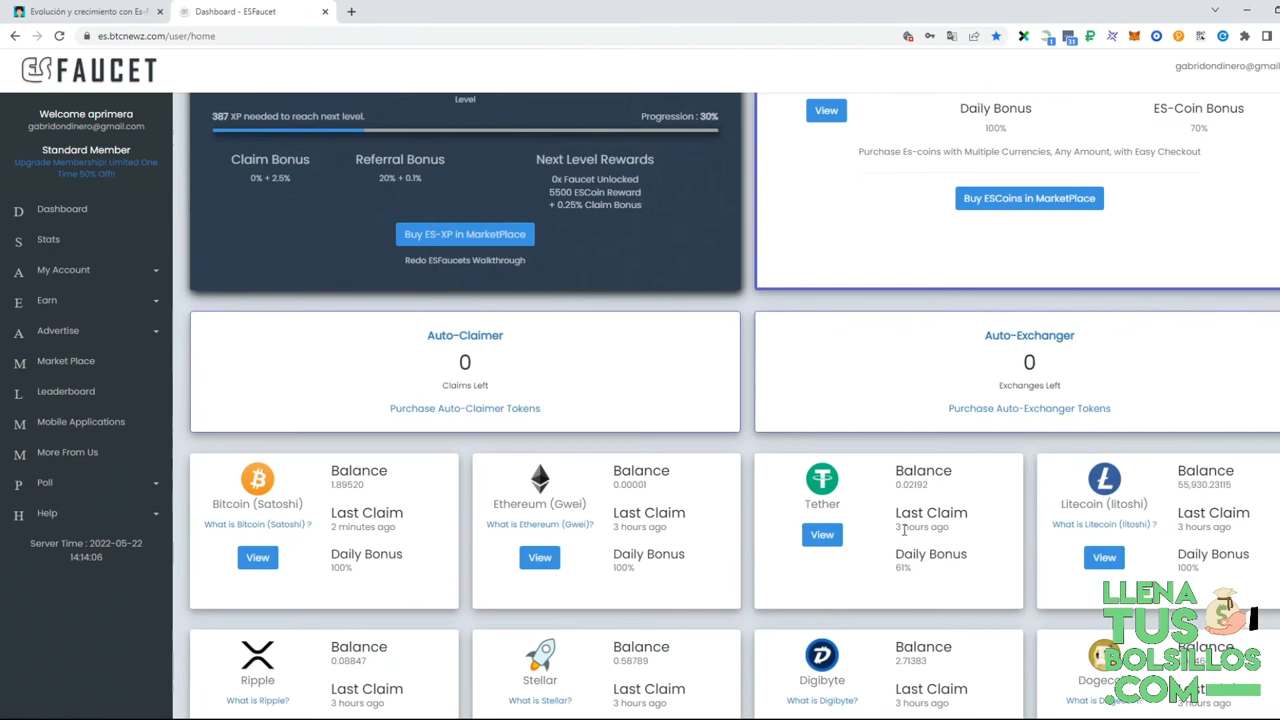 Evolución y crecimiento con Es-F
Dashboard - ESFaucet
es.btcnewz.com/user/home
ESFAUCET
gabridondinero@gmail
Welcome aprimera
gabridondinero@gmail.com
Standard Member
Upgrade Membership: Limited One
Time 50% Off!!
D Dashboard
S Stats
A My Account
E Earn
A Advertise
M Market Place
L Leaderboard
M Mobile Applications
M More From Us
P Poll
H Help
Server Time : 2022-05-22
14:14:06
Level
387 XP needed to reach next level. Progression : 30%
Claim Bonus Referral Bonus Next Level Rewards
0% + 2.5% 20% + 0.1% 0x Faucet Unlocked
5500 ESCoin Reward
+ 0.25% Claim Bonus
Buy ES-XP in MarketPlace
Redo ESFaucets Walkthrough
View Daily Bonus ES-Coin Bonus
100% 70%
Purchase Es-coins with Multiple Currencies, Any Amount, with Easy Checkout
Buy ESCoins in MarketPlace
Auto-Claimer
0
Claims Left
Purchase Auto-Claimer Tokens
Auto-Exchanger
0
Exchanges Left
Purchase Auto-Exchanger Tokens
Bitcoin (Satoshi)
What is Bitcoin (Satoshi) ?
View
Balance
1.89520
Last Claim
2 minutes ago
Daily Bonus
100%
Ethereum (Gwei)
What is Ethereum (Gwei)?
View
Balance
0.00001
Last Claim
3 hours ago
Daily Bonus
100%
Tether
View
Balance
0.02192
Last Claim
3 hours ago
Daily Bonus
61%
Litecoin (litoshi)
What is Litecoin (litoshi) ?
View
Balance
55,930.23115
Last Claim
3 hours ago
Daily Bonus
100%
Ripple
What is Ripple?
Balance
0.08847
Last Claim
3 hours ago
Stellar
What is Stellar?
Balance
0.58789
Last Claim
3 hours ago
Digibyte
What is Digibyte?
Balance
2.71383
Last Claim
3 hours ago
LLENA
TUS
BOLSILLOS
.COM